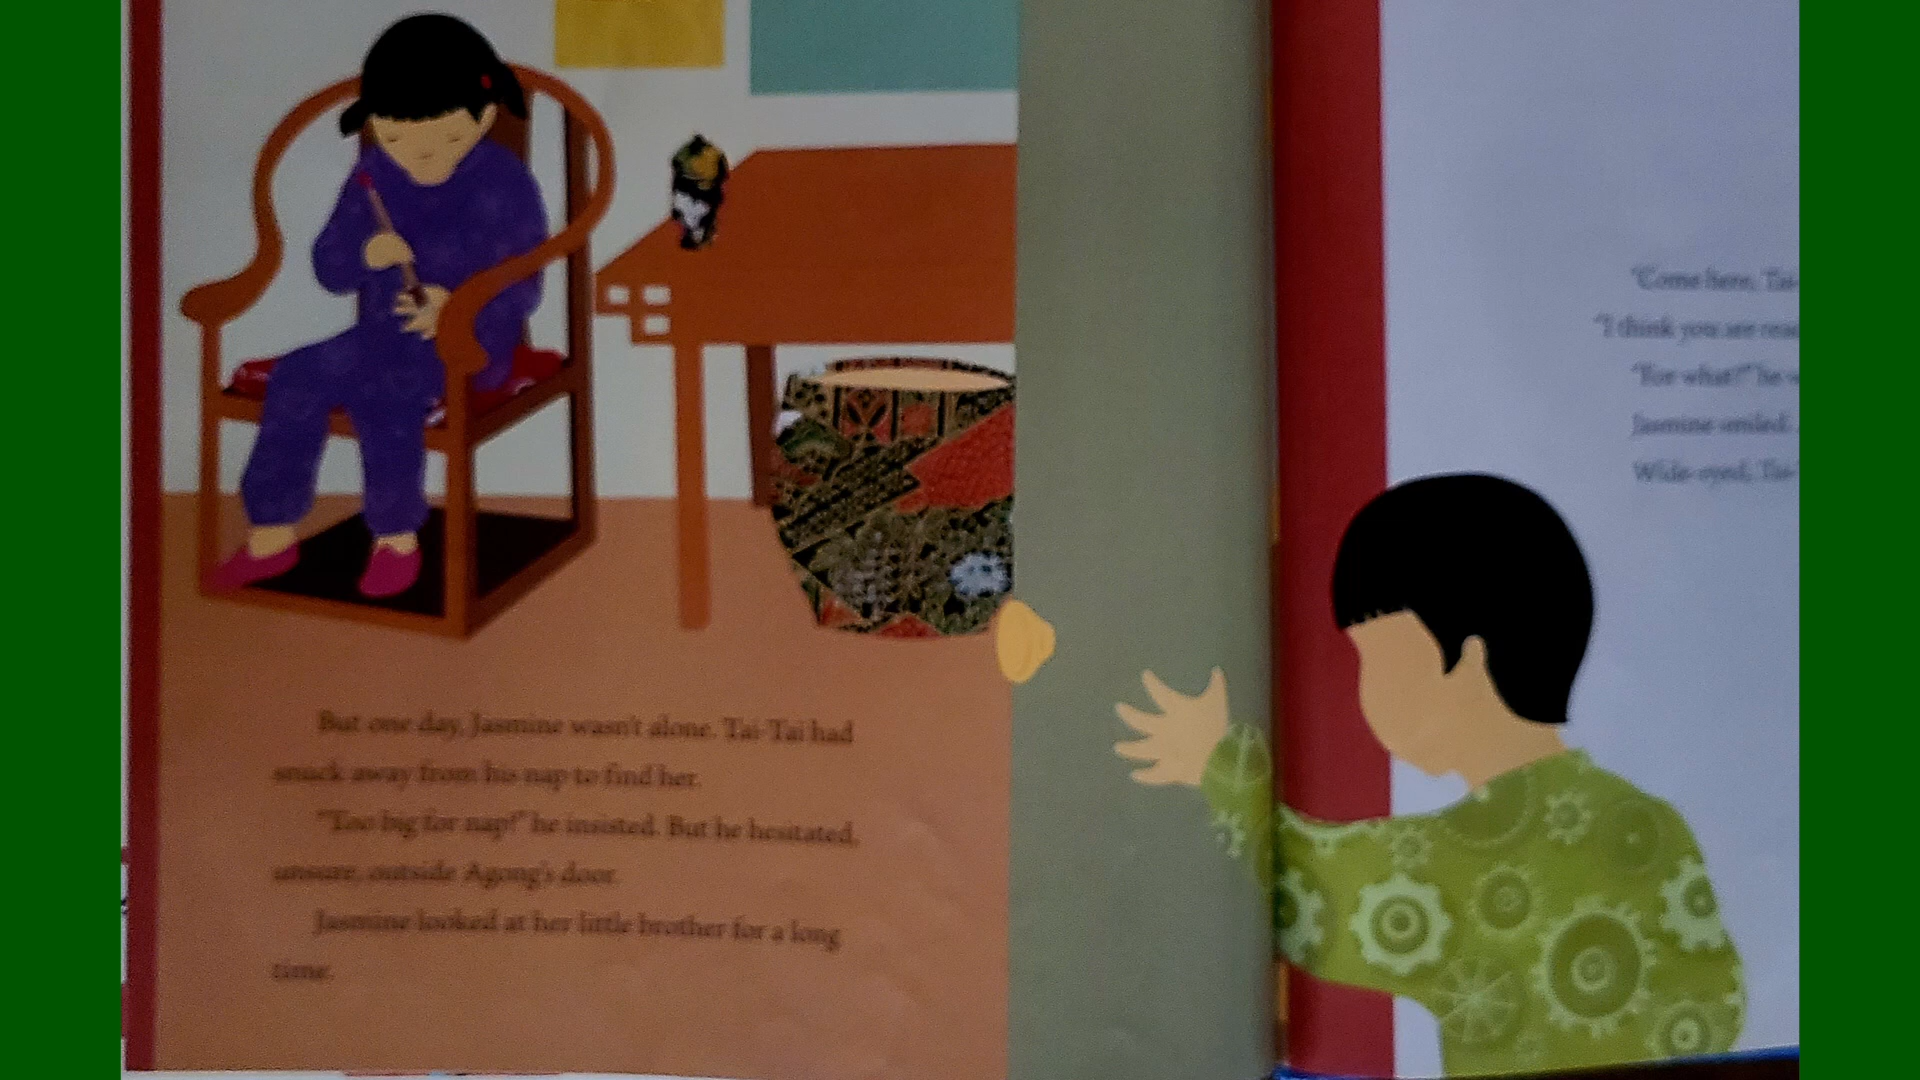 But one day, Jasmine wasn't alone. Tai-Tai had
snuck away from his nap to find her.
"Too big for nap!" he insisted. But he hesitated,
unsure, outside Agong's door.
Jasmine looked at her little brother for a long
time.
"Come here, Tai-
"I think you are
"For what?" he
Jasmine smiled.
Wide-eyed, Tai-